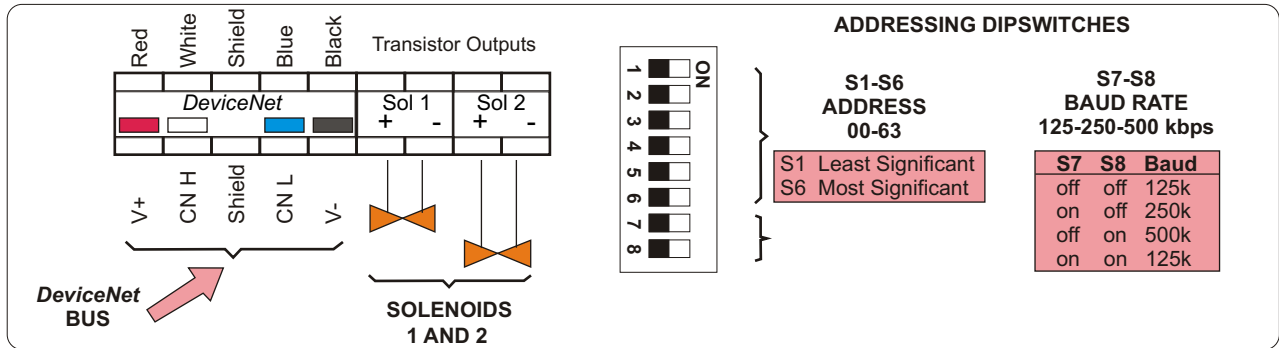 ADDRESSING DIPSWITCHES
Red
White
Shield
Blue
Black
Transistor Outputs
DeviceNet
Sol 1
+ -
Sol 2
+ -
V+
CN H
Shield
CN L
V-
DeviceNet
BUS
SOLENOIDS
1 AND 2
ON
1
2
3
4
5
6
7
8
S1-S6
ADDRESS
00-63
S1 Least Significant
S6 Most Significant
S7-S8
BAUD RATE
125-250-500 kbps
S7 S8 Baud
off off 125k
on off 250k
off on 500k
on on 125k